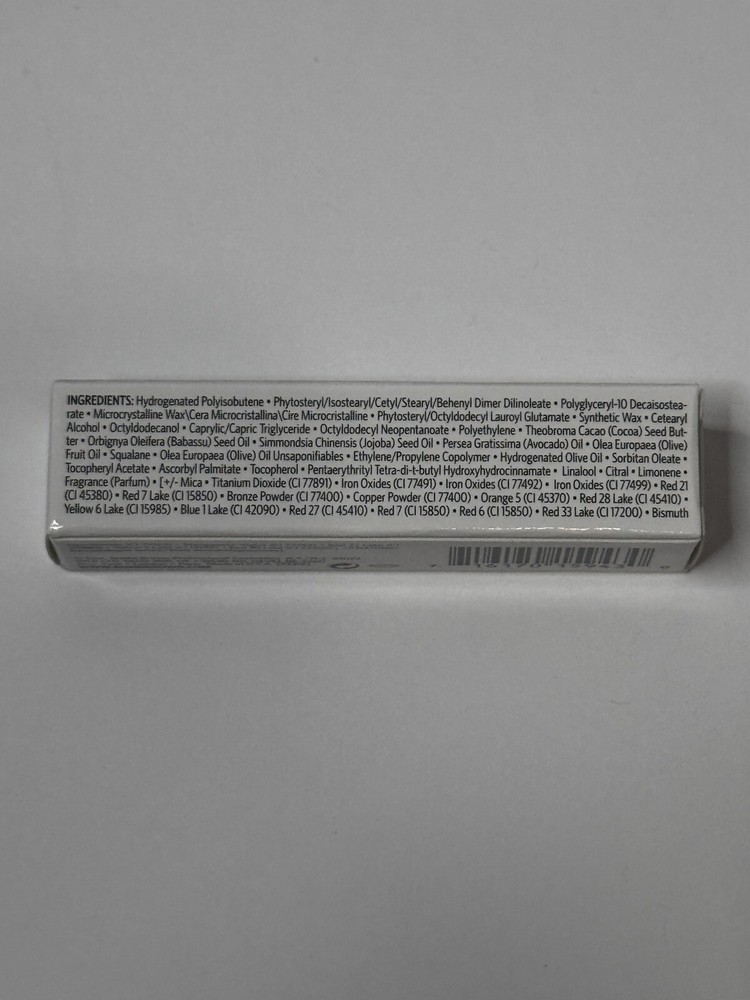 INGREDIENTS: Hydrogenated Polyisobutene • Phytosteryl/Isostearyl/Cetyl/Stearyl/Behenyl Dimer Dilinoleate • Polyglyceryl-10 Decaisostea-
rate • Microcrystalline Wax\Cera Microcristallina\Cire Microcristalline • Phytosteryl/Octyldodecyl Lauroyl Glutamate • Synthetic Wax • Cetearyl
Alcohol • Octyldodecanol • Caprylic/Capric Triglyceride • Octyldodecyl Neopentanoate • Polyethylene • Theobroma Cacao (Cocoa) Seed But-
ter • Orbignya Oleifera (Babassu) Seed Oil • Simmondsia Chinensis (Jojoba) Seed Oil • Persea Gratissima (Avocado) Oil • Olea Europaea (Olive)
Fruit Oil • Squalane • Olea Europaea (Olive) Oil Unsaponifiables • Ethylene/Propylene Copolymer • Hydrogenated Olive Oil • Sorbitan Oleate •
Tocopheryl Acetate • Ascorbyl Palmitate • Tocopherol • Pentaerythrityl Tetra-di-t-butyl Hydroxyhydrocinnamate • Linalool • Citral • Limonene •
Fragrance (Parfum) • [+/- Mica • Titanium Dioxide (CI 77891) • Iron Oxides (CI 77491) • Iron Oxides (CI 77492) • Iron Oxides (CI 77499) • Red 21
(CI 45380) • Red 7 Lake (CI 15850) • Bronze Powder (CI 77400) • Copper Powder (CI 77400) • Orange 5 (CI 45370) • Red 28 Lake (CI 45410) •
Yellow 6 Lake (CI 15985) • Blue 1 Lake (CI 42090) • Red 27 (CI 45410) • Red 7 (CI 15850) • Red 6 (CI 15850) • Red 33 Lake (CI 17200) • Bismuth